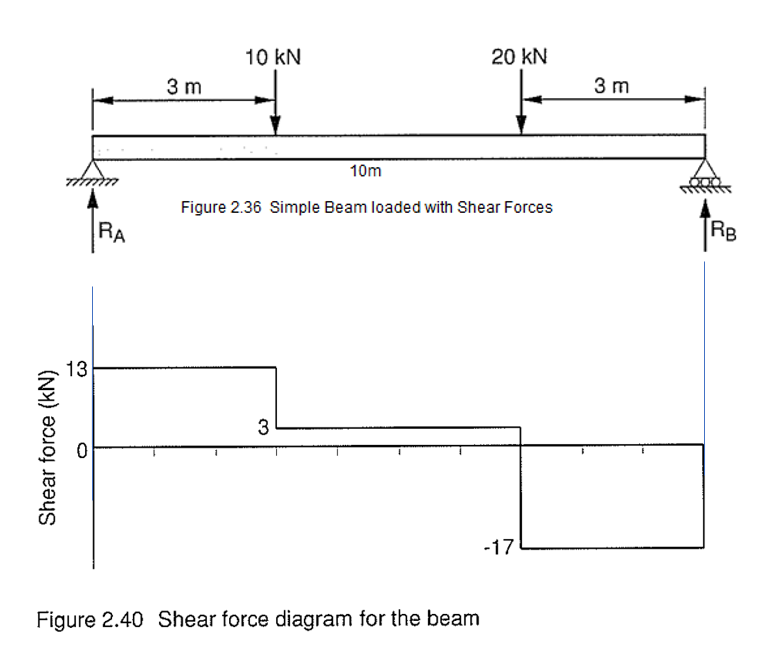 10 kN
20 kN
3 m
3 m
10m
Figure 2.36 Simple Beam loaded with Shear Forces
RA
RB
Shear force (kN)
13
3
0
-17
Figure 2.40 Shear force diagram for the beam